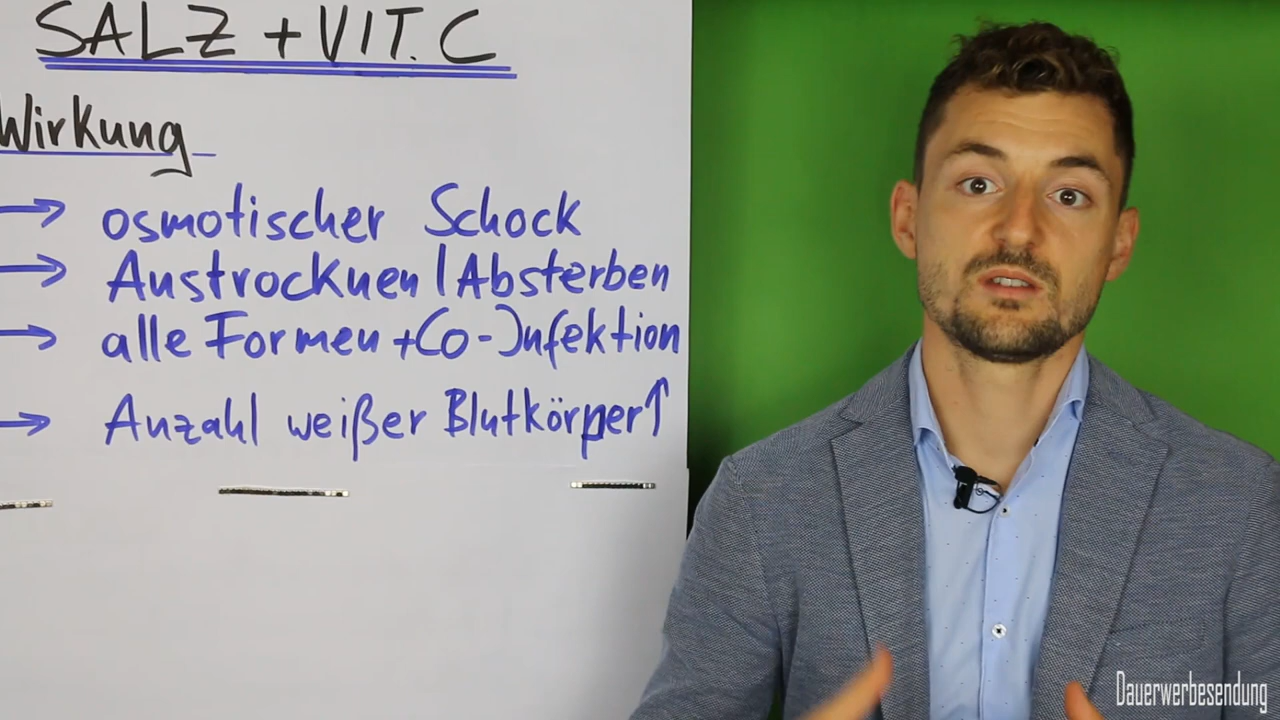 SALZ + VIT. C
Wirkung
→ osmotischer Schock
→ Austrocknen / Absterben
→ alle Formen + Co-Infektion
→ Anzahl weißer Blutkörper ↑
Dauerwerbesendung